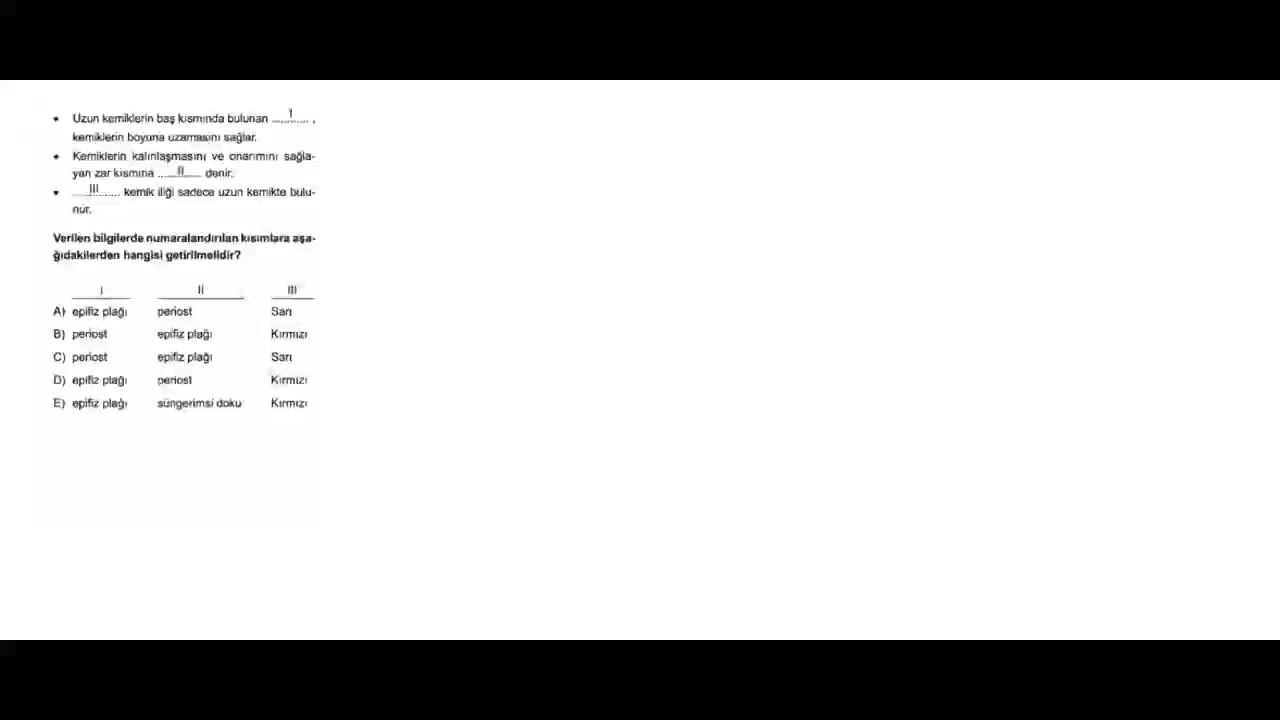 • Uzun kemiklerin baş kısmında bulunan ....I.... ,
kemiklerin boyuna uzamasını sağlar.
• Kemiklerin kalınlaşmasını ve onarımını sağla-
yan zar kısmına ....II.... denir.
• ....III.... kemik iliği sadece uzun kemikte bulu-
nur.
Verilen bilgilerde numaralandırılan kısımlara aşa-
ğıdakilerden hangisi getirilmelidir?
I II III
A) epifiz plağı periost Sarı
B) periost epifiz plağı Kırmızı
C) periost epifiz plağı Sarı
D) epifiz plağı periost Kırmızı
E) epifiz plağı süngerimsi doku Kırmızı